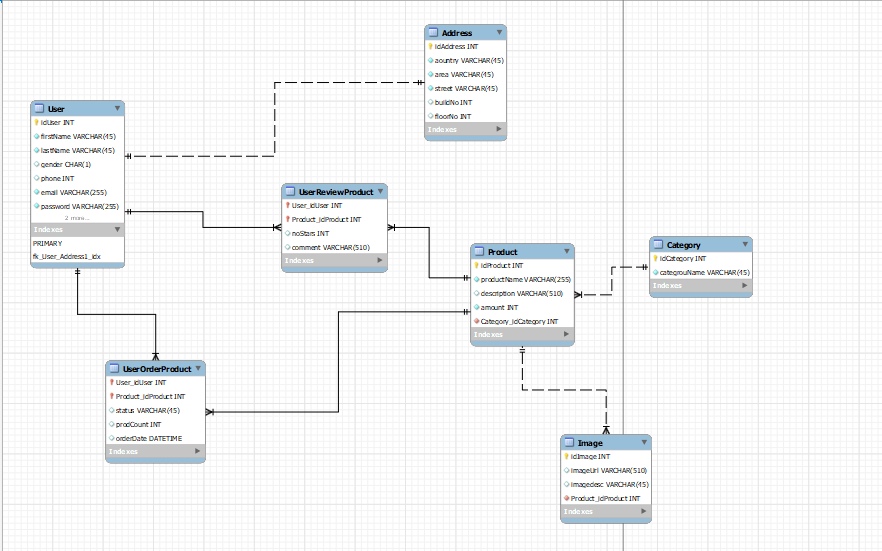 Address
idAddress INT
aountry VARCHAR(45)
area VARCHAR(45)
street VARCHAR(45)
buildNo INT
floorNo INT
Indexes
User
idUser INT
firstName VARCHAR(45)
lastName VARCHAR(45)
gender CHAR(1)
phone INT
email VARCHAR(255)
password VARCHAR(255)
2 more...
Indexes
PRIMARY
fk_User_Address1_idx
UserReviewProduct
User_idUser INT
Product_idProduct INT
noStars INT
comment VARCHAR(510)
Indexes
Product
idProduct INT
productName VARCHAR(255)
description VARCHAR(510)
amount INT
Category_idCategory INT
Indexes
Category
idCategory INT
categrouName VARCHAR(45)
Indexes
UserOrderProduct
User_idUser INT
Product_idProduct INT
status VARCHAR(45)
prodCount INT
orderDate DATETIME
Indexes
Image
idImage INT
imageUrl VARCHAR(510)
imagedesc VARCHAR(45)
Product_idProduct INT
Indexes